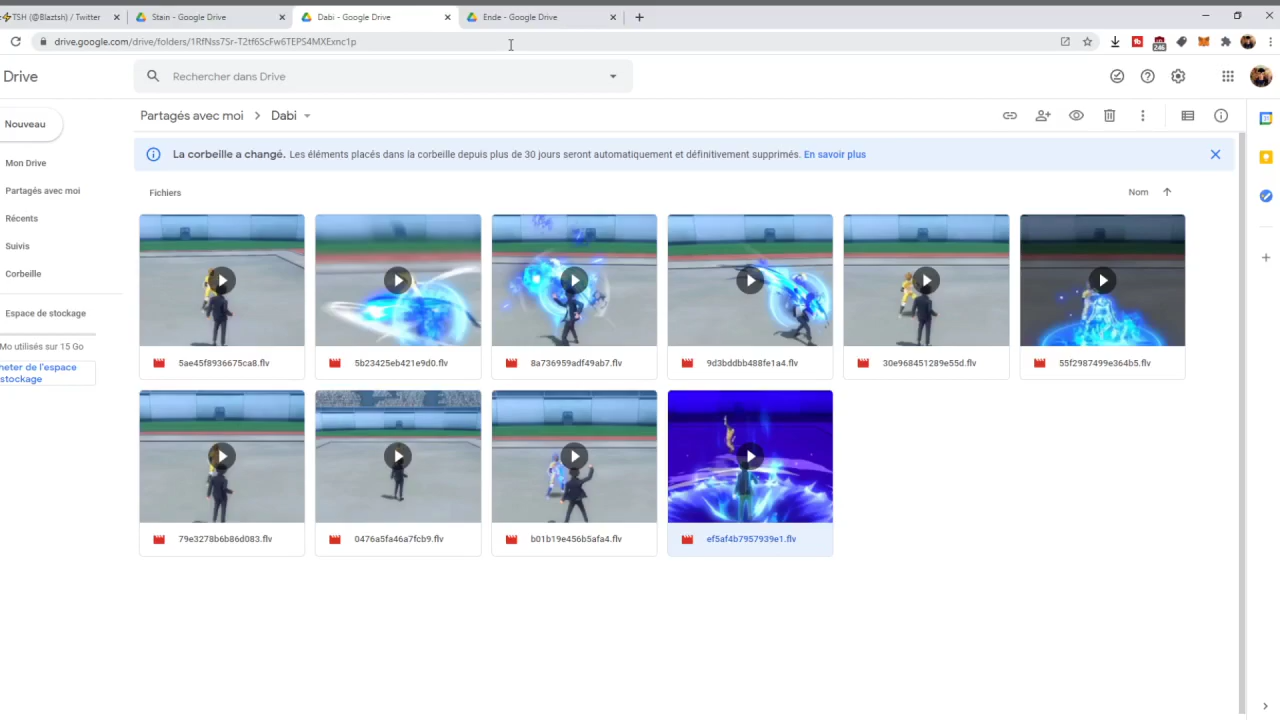 TSH (@Blaztsh) / Twitter
Stain - Google Drive
Dabi - Google Drive
Ende - Google Drive
drive.google.com/drive/folders/1RfNss7Sr-T2tf6ScFw6TEPS4MXExnc1p
246
Drive
Rechercher dans Drive
Nouveau
Partagés avec moi > Dabi
La corbeille a changé. Les éléments placés dans la corbeille depuis plus de 30 jours seront automatiquement et définitivement supprimés. En savoir plus
Mon Drive
Partagés avec moi
Récents
Suivis
Corbeille
Espace de stockage
Mo utilisés sur 15 Go
heter de l'espace
stockage
Fichiers
Nom
5ae45f8936675ca8.flv
5b23425eb421e9d0.flv
8a736959adf49ab7.flv
9d3bddbb488fe1a4.flv
30e968451289e55d.flv
55f2987499e364b5.flv
79e3278b6b86d083.flv
0476a5fa46a7fcb9.flv
b01b19e456b5afa4.flv
ef5af4b7957939e1.flv